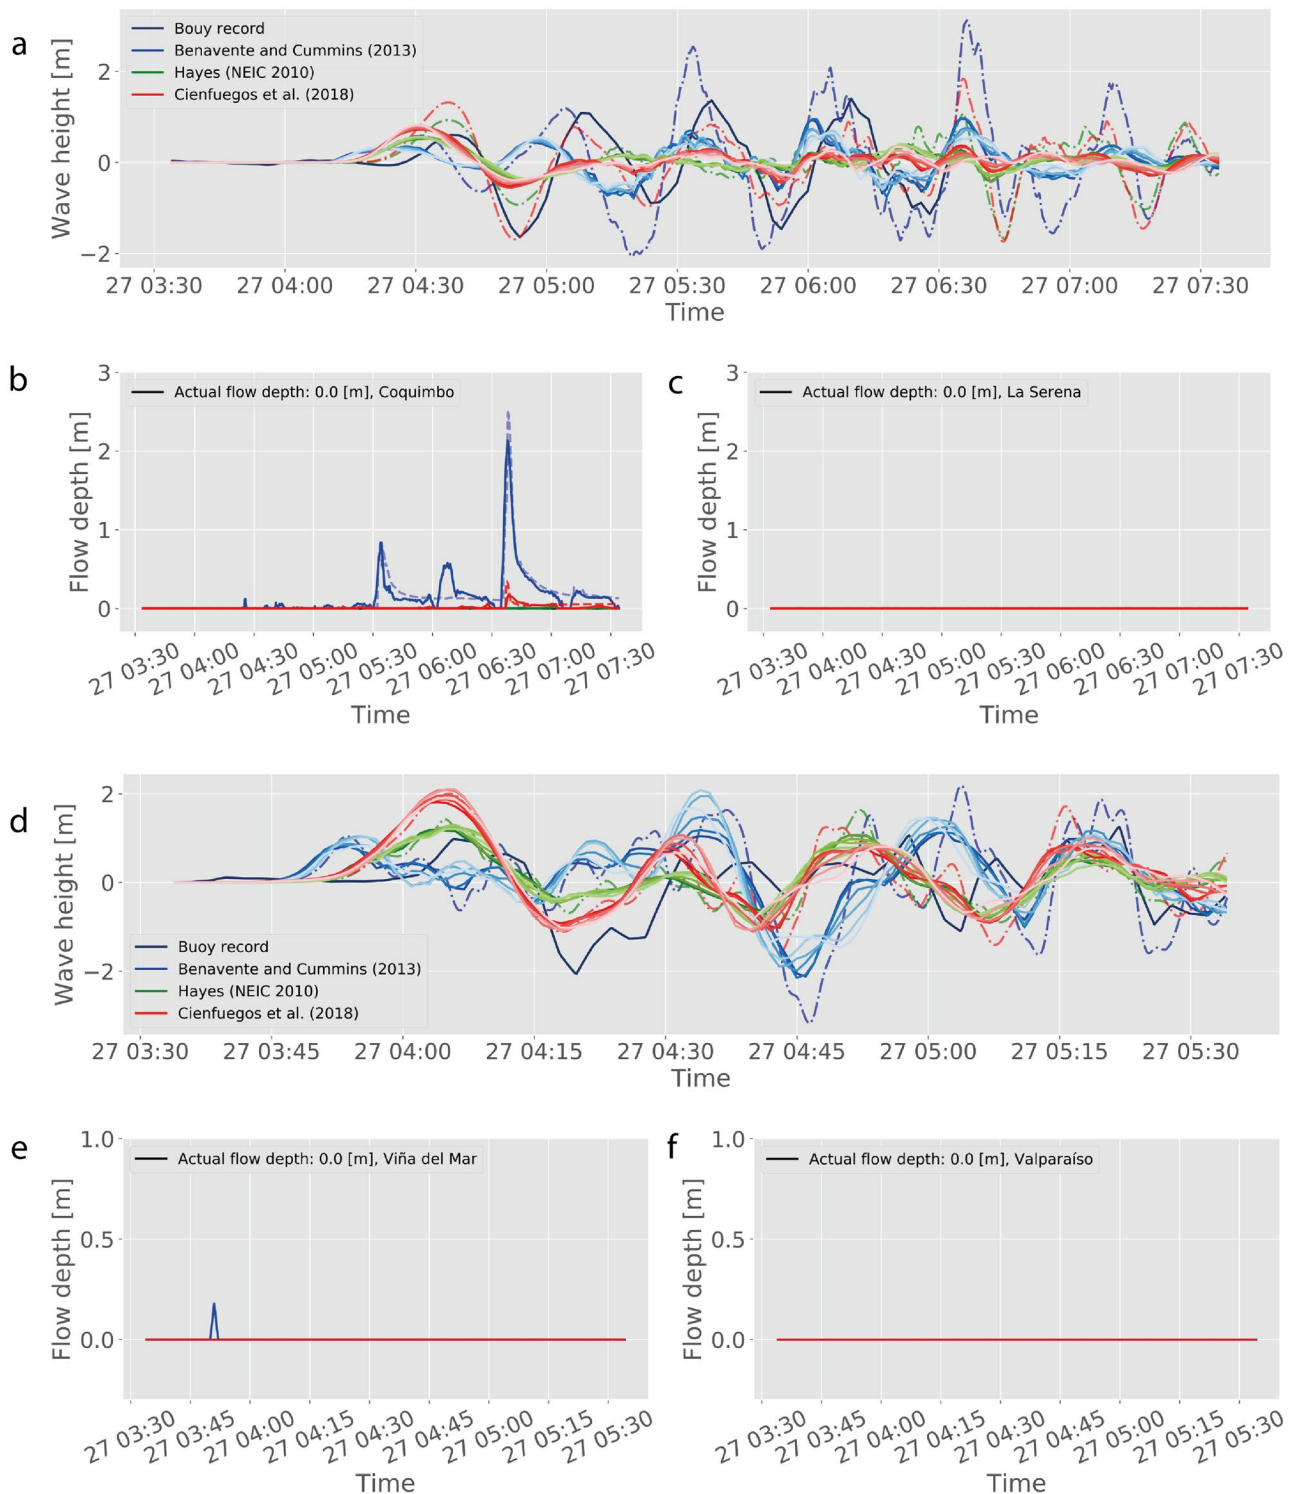 a
Wave height [m]
Bouy record
Benavente and Cummins (2013)
Hayes (NEIC 2010)
Cienfuegos et al. (2018)
2
0
−2
27 03:30 27 04:00 27 04:30 27 05:00 27 05:30 27 06:00 27 06:30 27 07:00 27 07:30
Time
b
Flow depth [m]
Actual flow depth: 0.0 [m], Coquimbo
3
2
1
0
27 03:30 27 04:00 27 04:30 27 05:00 27 05:30 27 06:00 27 06:30 27 07:00 27 07:30
Time
c
Flow depth [m]
Actual flow depth: 0.0 [m], La Serena
3
2
1
0
27 03:30 27 04:00 27 04:30 27 05:00 27 05:30 27 06:00 27 06:30 27 07:00 27 07:30
Time
d
Wave height [m]
2
0
−2
Buoy record
Benavente and Cummins (2013)
Hayes (NEIC 2010)
Cienfuegos et al. (2018)
27 03:30 27 03:45 27 04:00 27 04:15 27 04:30 27 04:45 27 05:00 27 05:15 27 05:30
Time
e
Flow depth [m]
Actual flow depth: 0.0 [m], Viña del Mar
1.0
0.5
0.0
27 03:30 27 03:45 27 04:00 27 04:15 27 04:30 27 04:45 27 05:00 27 05:15 27 05:30
Time
f
Flow depth [m]
Actual flow depth: 0.0 [m], Valparaíso
1.0
0.5
0.0
27 03:30 27 03:45 27 04:00 27 04:15 27 04:30 27 04:45 27 05:00 27 05:15 27 05:30
Time